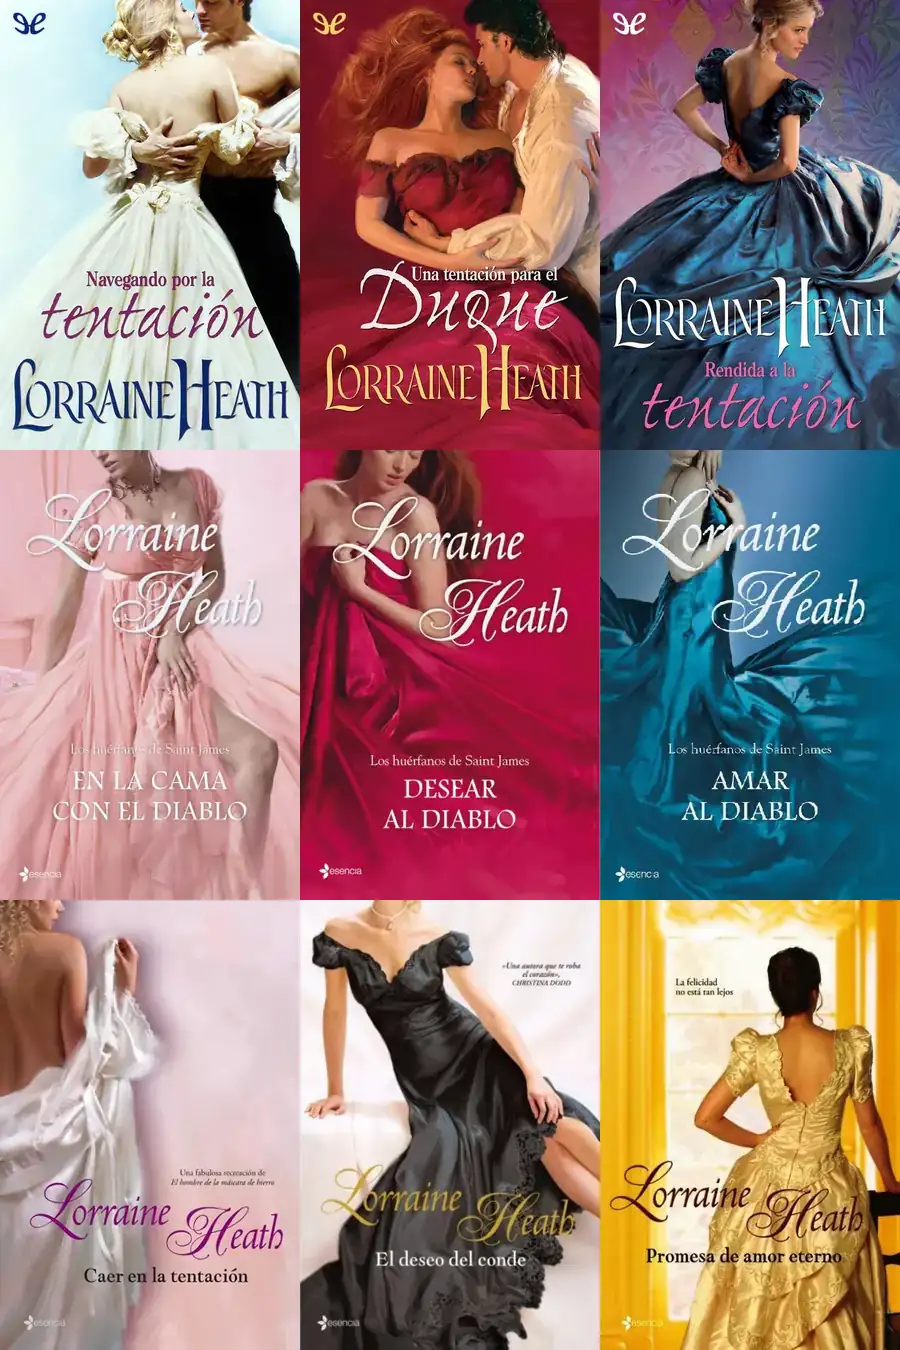 Navegando por la
tentación
LORRAINE HEATH
Una tentación para el
Duque
LORRAINE HEATH
LORRAINE HEATH
Rendida a la
tentación
Lorraine
Heath
Los huérfanos de Saint James
EN LA CAMA
CON EL DIABLO
esencia
Lorraine
Heath
Los huérfanos de Saint James
DESEAR
AL DIABLO
esencia
Lorraine
Heath
Los huérfanos de Saint James
AMAR
AL DIABLO
esencia
Una fabulosa recreación de
El hombre de la máscara de hierro
Lorraine
Heath
Caer en la tentación
esencia
«Una autora que te roba
el corazón»,
CHRISTINA DODD
Lorraine
Heath
El deseo del conde
esencia
La felicidad
no está tan lejos
Lorraine
Heath
Promesa de amor eterno
esencia